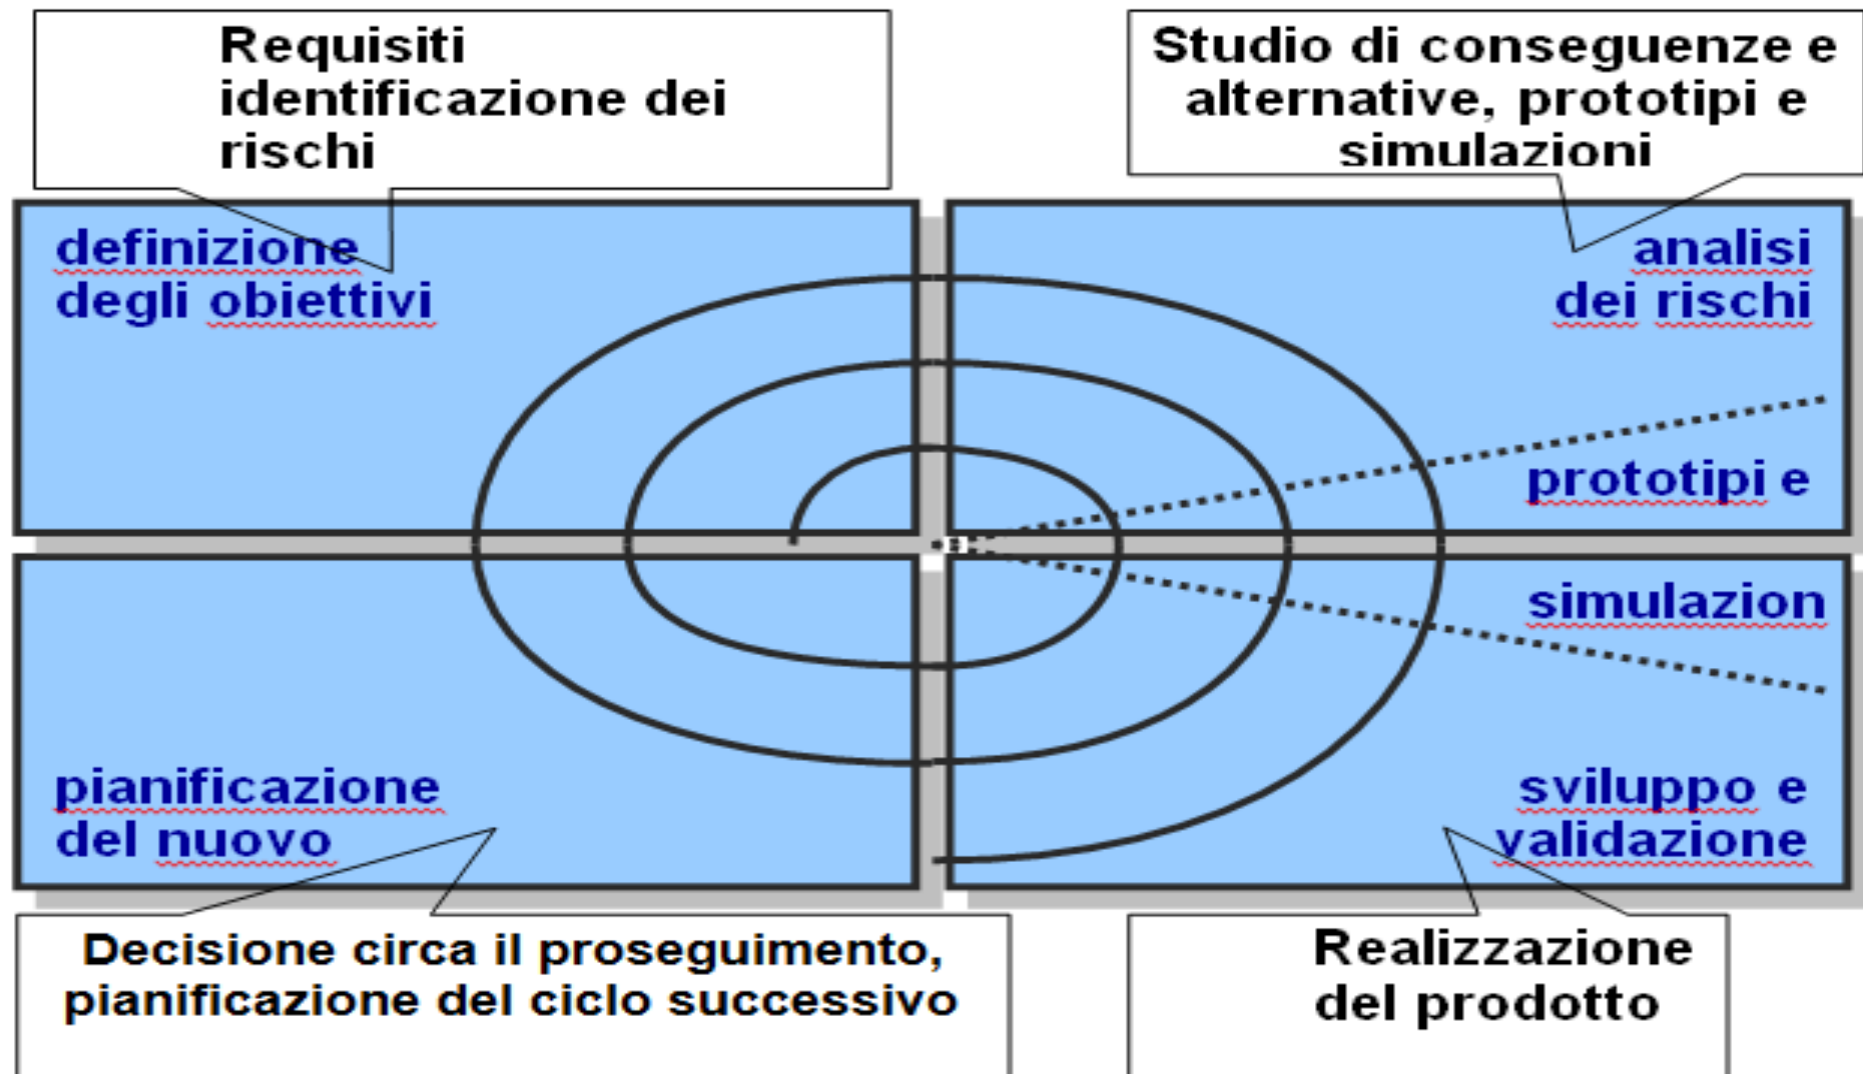 Requisiti
identificazione dei
rischi
Studio di conseguenze e
alternative, prototipi e
simulazioni
definizione
degli obiettivi
analisi
dei rischi
prototipi e
simulazion
pianificazione
del nuovo
sviluppo e
validazione
Decisione circa il proseguimento,
pianificazione del ciclo successivo
Realizzazione
del prodotto